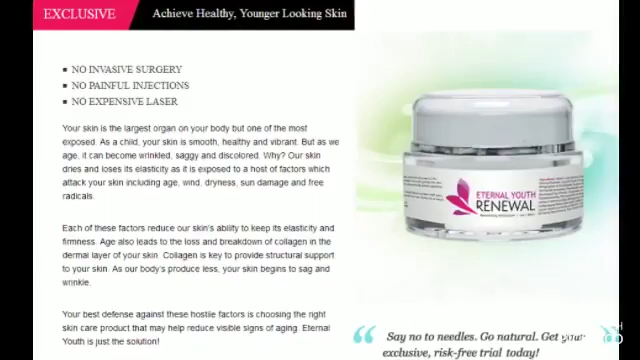 EXCLUSIVE
Achieve Healthy, Younger Looking Skin
NO INVASIVE SURGERY
NO PAINFUL INJECTIONS
NO EXPENSIVE LASER
Your skin is the largest organ on your body but one of the most
exposed. As a child, your skin is smooth, healthy and vibrant. But as we
age, it can become wrinkled, saggy and discolored. Why? Our skin
dries and loses its elasticity as it is exposed to a host of factors which
attack your skin including age, wind, dryness, sun damage and free
radicals.
Each of these factors reduce our skin's ability to keep its elasticity and
firmness. Age also leads to the loss and breakdown of collagen in the
dermal layer of your skin. Collagen is key to provide structural support
to your skin. As our body's produce less, your skin begins to sag and
wrinkle.
Your best defense against these hostile factors is choosing the right
skin care product that may help reduce visible signs of aging. Eternal
Youth is just the solution!
ETERNAL YOUTH
RENEWAL
Say no to needles. Go natural. Get
exclusive, risk-free trial today!